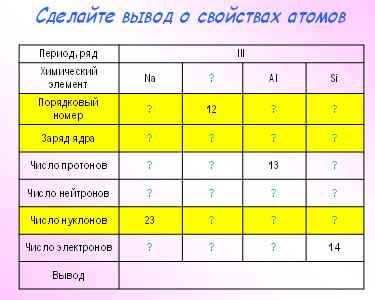 Сделайте вывод о свойствах атомов
Период, ряд III
Химический
элемент Na ? Al Si
Порядковый
номер ? 12 ? ?
Заряд ядра ? ? ? ?
Число протонов ? ? 13 ?
Число нейтронов ? ? ? ?
Число нуклонов 23 ? ? ?
Число электронов ? ? ? 14
Вывод